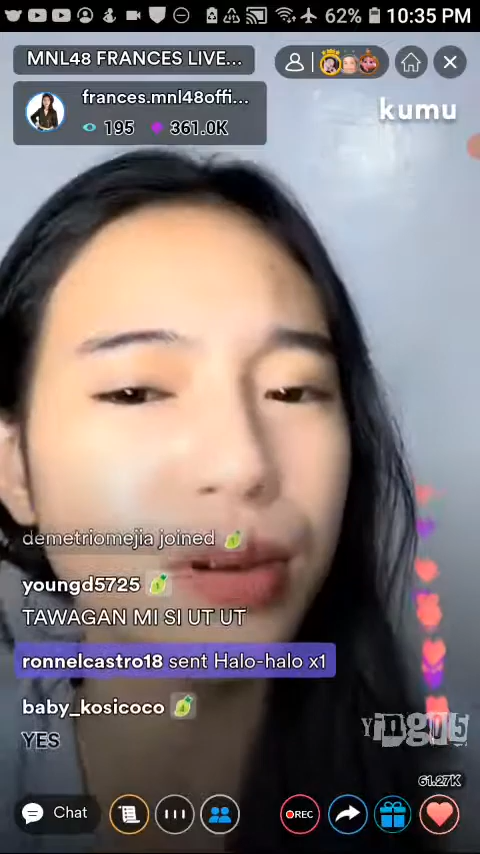 62% 10:35 PM
MNL48 FRANCES LIVE...
frances.mnl48offi...
195 361.0K
kumu
demetriomejia joined
youngd5725
TAWAGAN MI SI UT UT
ronnelcastro18 sent Halo-halo x1
baby_kosicoco
YES
Yingu5
61.27K
Chat
REC